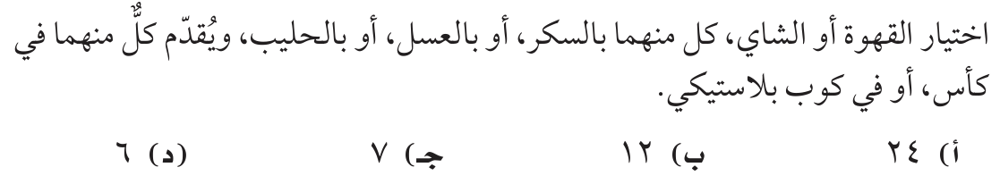 اختيار القهوة أو الشاي، كل منهما بالسكر، أو بالعسل، أو بالحليب، ويُقدّم كلٌّ منهما في
كأس، أو في كوب بلاستيكي.
أ) ٢٤ ب) ١٢ جـ) ٧ د) ٦